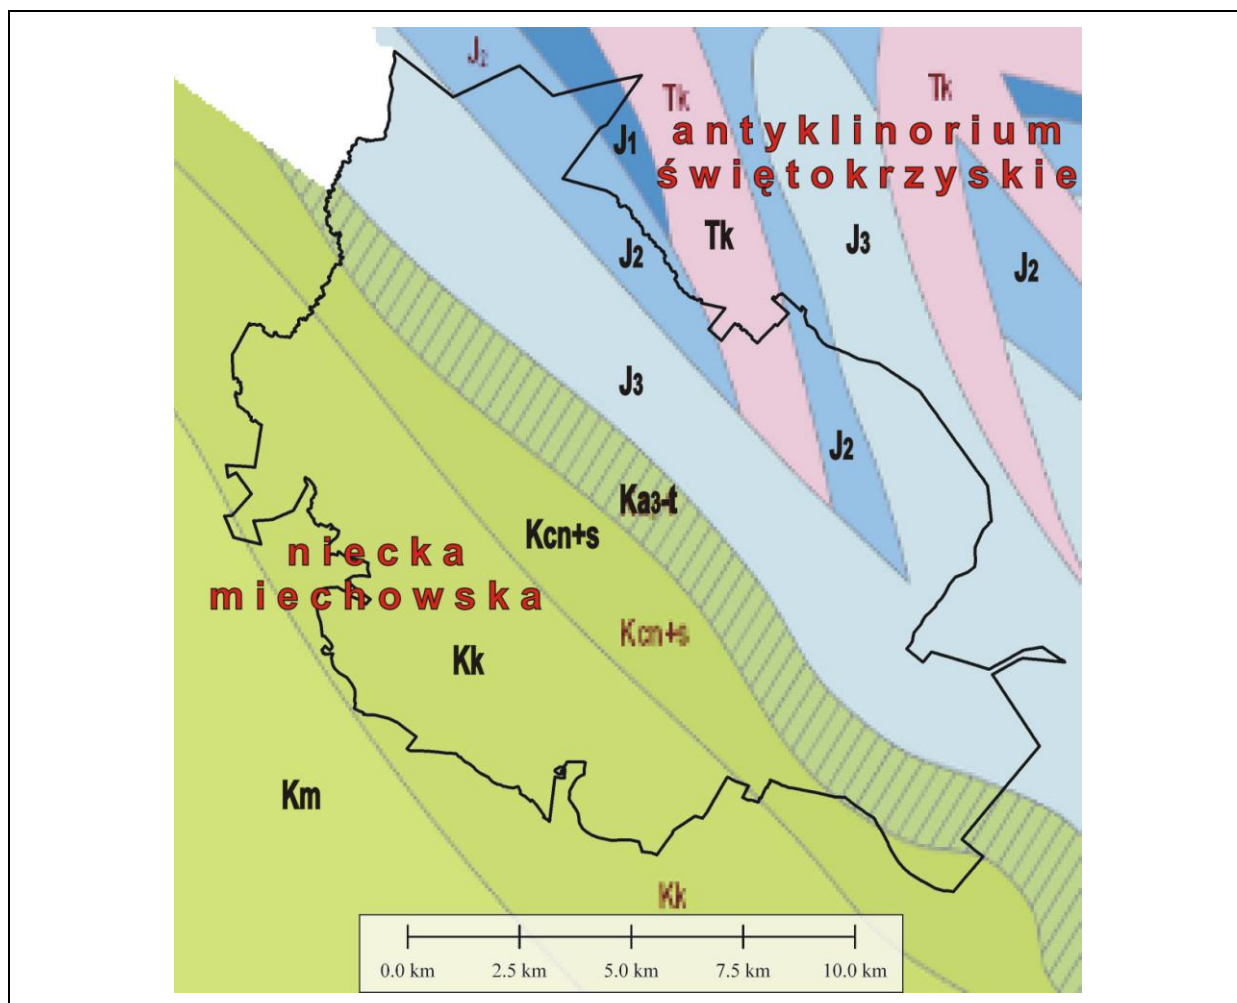 J2
Tk
Tk
antyklinorium
świętokrzyskie
J1
Tk
J3
J2
J2
J3
J2
Ka3-t
Kcn+s
niecka
miechowska
Kcn+s
Kk
Km
Kk
0.0 km 2.5 km 5.0 km 7.5 km 10.0 km